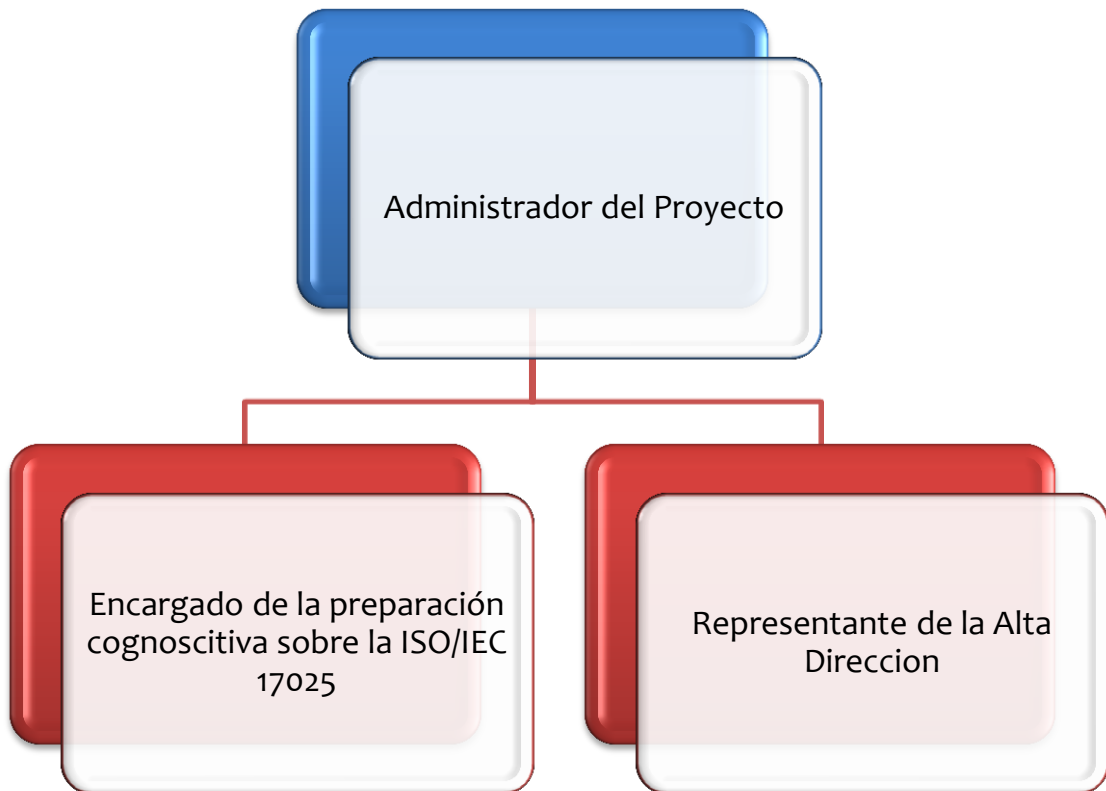 Administrador del Proyecto
Encargado de la preparación
cognoscitiva sobre la ISO/IEC
17025
Representante de la Alta
Direccion